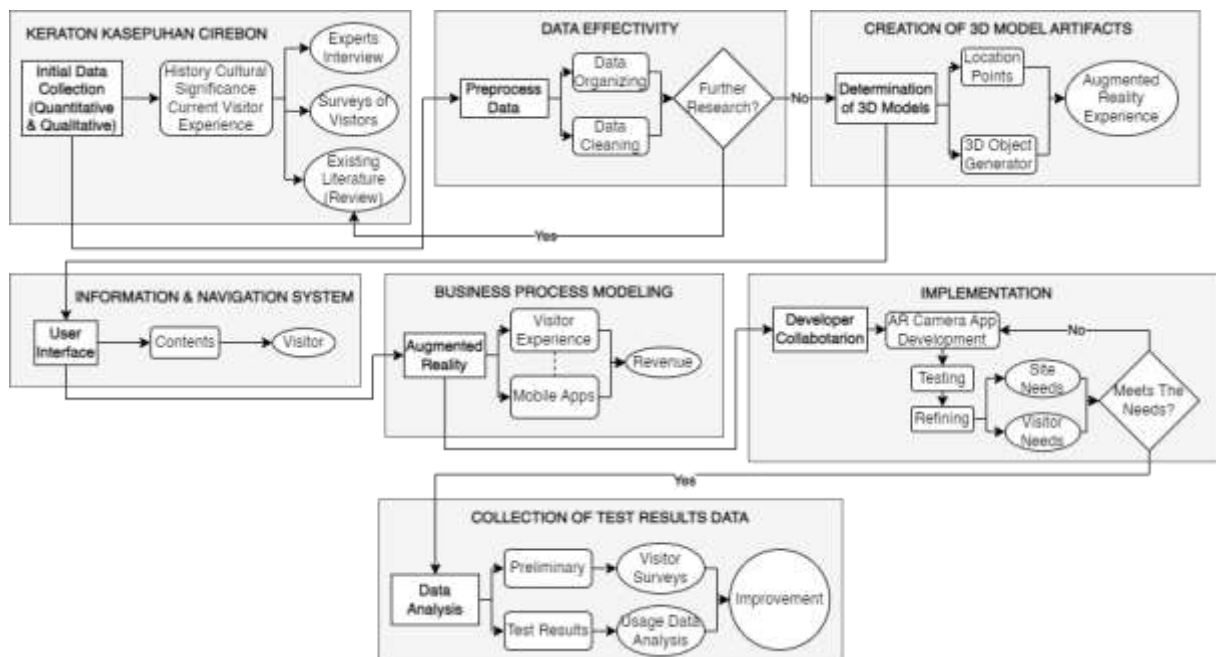 KERATON KASEPUHAN CIREBON
Initial Data
Collection
(Quantitative
& Qualitative)
History Cultural
Significance
Current Visitor
Experience
Experts
Interview
Surveys of
Visitors
Existing
Literature
(Review)
DATA EFFECTIVITY
Preprocess
Data
Data
Organizing
Data
Cleaning
Further
Research?
No
Yes
CREATION OF 3D MODEL ARTIFACTS
Determination
of 3D Models
Location
Points
3D Object
Generator
Augmented
Reality
Experience
INFORMATION & NAVIGATION SYSTEM
User
Interface
Contents
Visitor
BUSINESS PROCESS MODELING
Augmented
Reality
Visitor
Experience
Mobile Apps
Revenue
IMPLEMENTATION
Developer
Collabotarion
AR Camera App
Development
Testing
Refining
Site
Needs
Visitor
Needs
Meets The
Needs?
No
Yes
COLLECTION OF TEST RESULTS DATA
Data
Analysis
Preliminary
Test Results
Visitor
Surveys
Usage Data
Analysis
Improvement